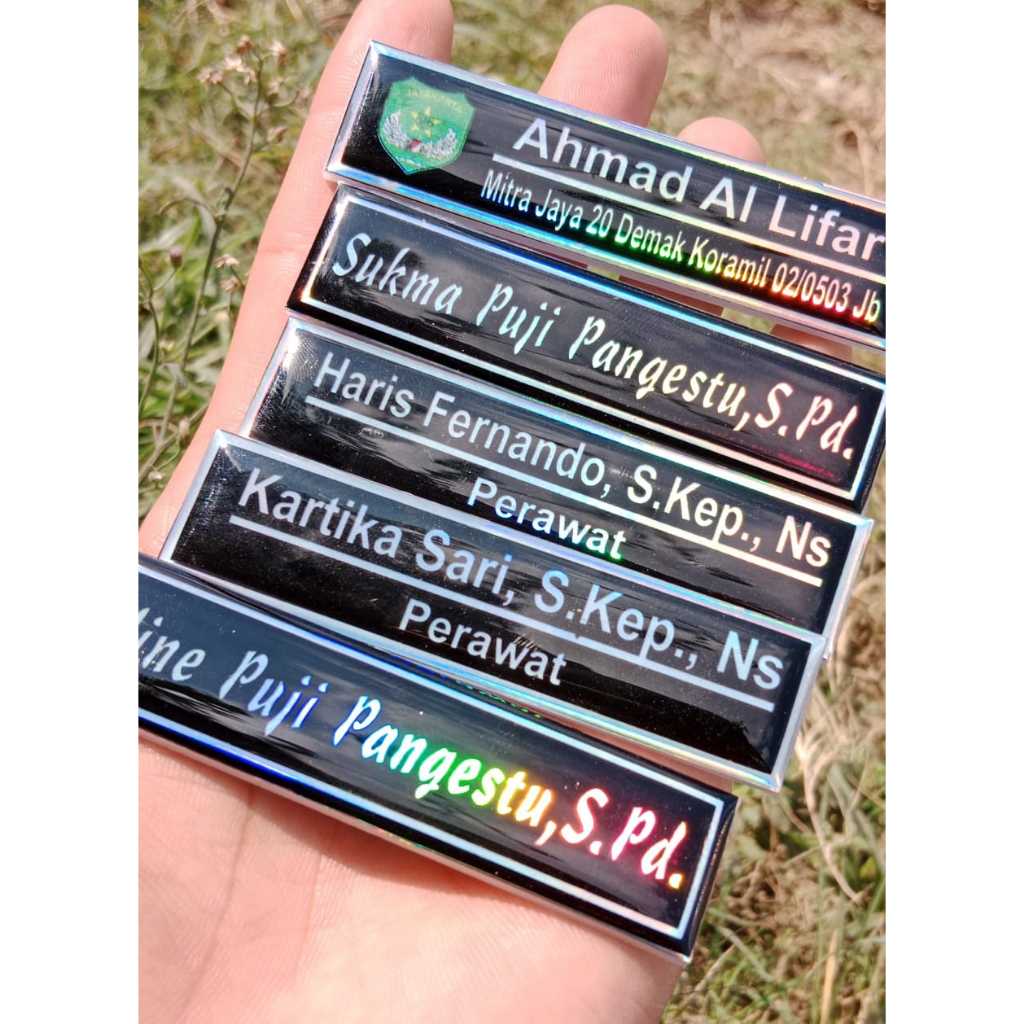 JAYAKARTA
Ahmad Al Lifar
Mitra Jaya 20 Demak Koramil 02/0503 Jb
Sukma Puji Pangestu,S.Pd.
Haris Fernando, S.Kep., Ns
Perawat
Kartika Sari, S.Kep., Ns
Perawat
Puji Pangestu,S.Pd.